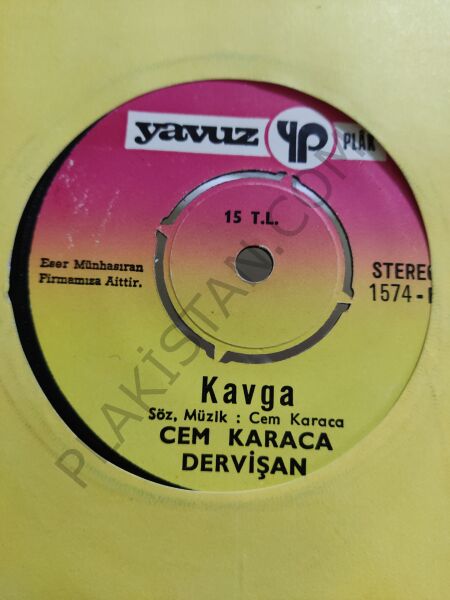 yavuz YP PLÂK
15 T.L.
Eser Münhasıran
Firmamıza Aittir.
STEREO
1574-
Kavga
Söz, Müzik : Cem Karaca
CEM KARACA
DERVİŞAN
PLAKİSTAN.COM